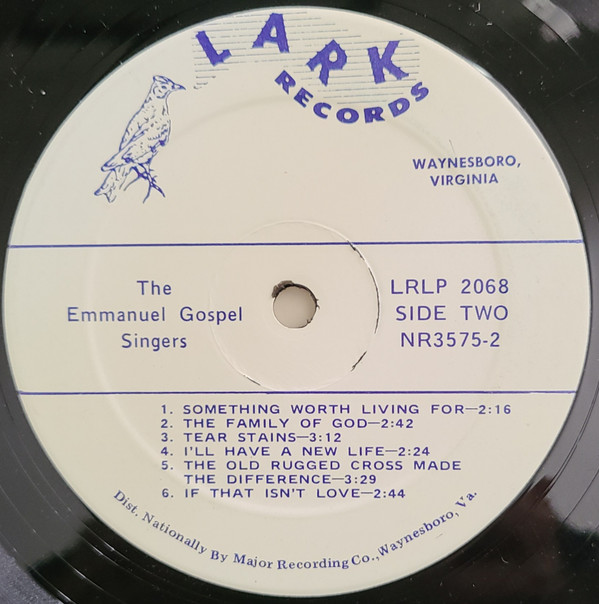 LARK
RECORDS
WAYNESBORO,
VIRGINIA
The
Emmanuel Gospel
Singers
LRLP 2068
SIDE TWO
NR3575-2
1. SOMETHING WORTH LIVING FOR—2:16
2. THE FAMILY OF GOD—2:42
3. TEAR STAINS—3:12
4. I'LL HAVE A NEW LIFE—2:24
5. THE OLD RUGGED CROSS MADE
THE DIFFERENCE—3:29
6. IF THAT ISN'T LOVE—2:44
Dist. Nationally By Major Recording Co., Waynesboro, Va.